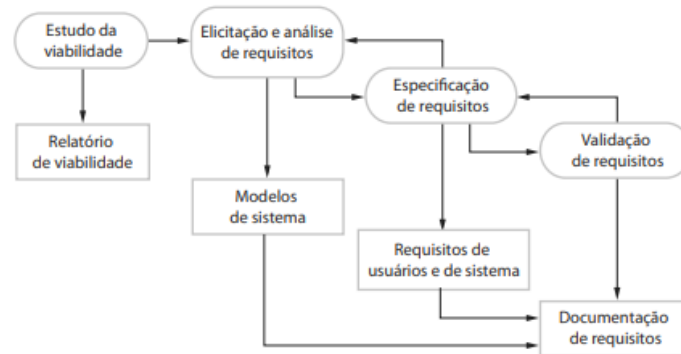 Estudo da
viabilidade
Elicitação e análise
de requisitos
Especificação
de requisitos
Validação
de requisitos
Relatório
de viabilidade
Modelos
de sistema
Requisitos de
usuários e de sistema
Documentação
de requisitos